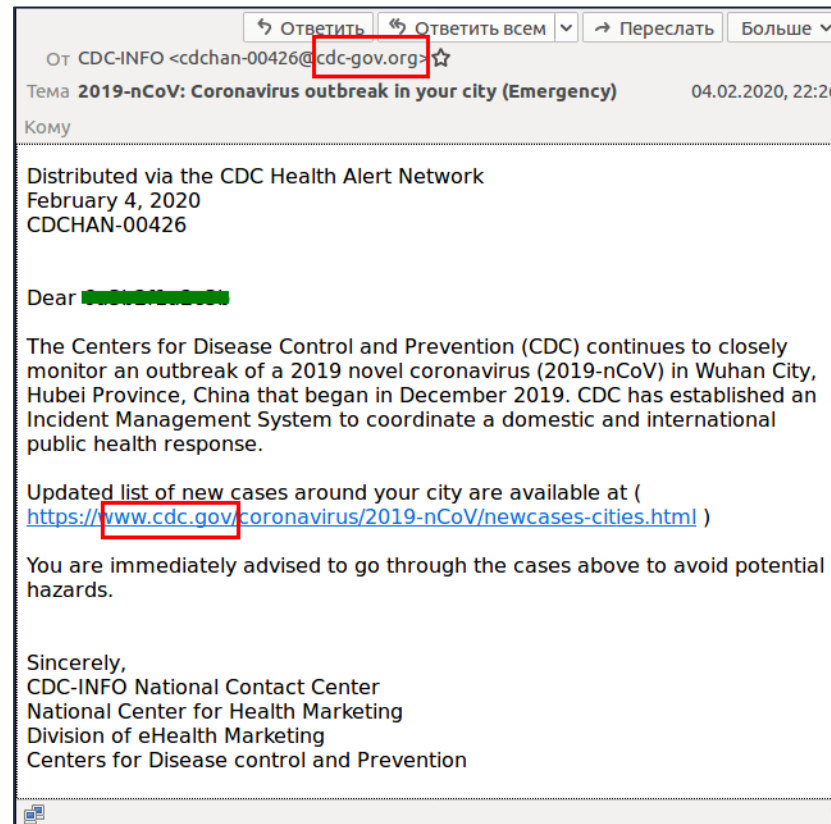 Ответить Ответить всем Переслать Больше
От CDC-INFO <cdchan-00426@cdc-gov.org>
Тема 2019-nCoV: Coronavirus outbreak in your city (Emergency) 04.02.2020, 22:26
Кому
Distributed via the CDC Health Alert Network
February 4, 2020
CDCHAN-00426
Dear
The Centers for Disease Control and Prevention (CDC) continues to closely
monitor an outbreak of a 2019 novel coronavirus (2019-nCoV) in Wuhan City,
Hubei Province, China that began in December 2019. CDC has established an
Incident Management System to coordinate a domestic and international
public health response.
Updated list of new cases around your city are available at (
https://www.cdc.gov/coronavirus/2019-nCoV/newcases-cities.html )
You are immediately advised to go through the cases above to avoid potential
hazards.
Sincerely,
CDC-INFO National Contact Center
National Center for Health Marketing
Division of eHealth Marketing
Centers for Disease control and Prevention